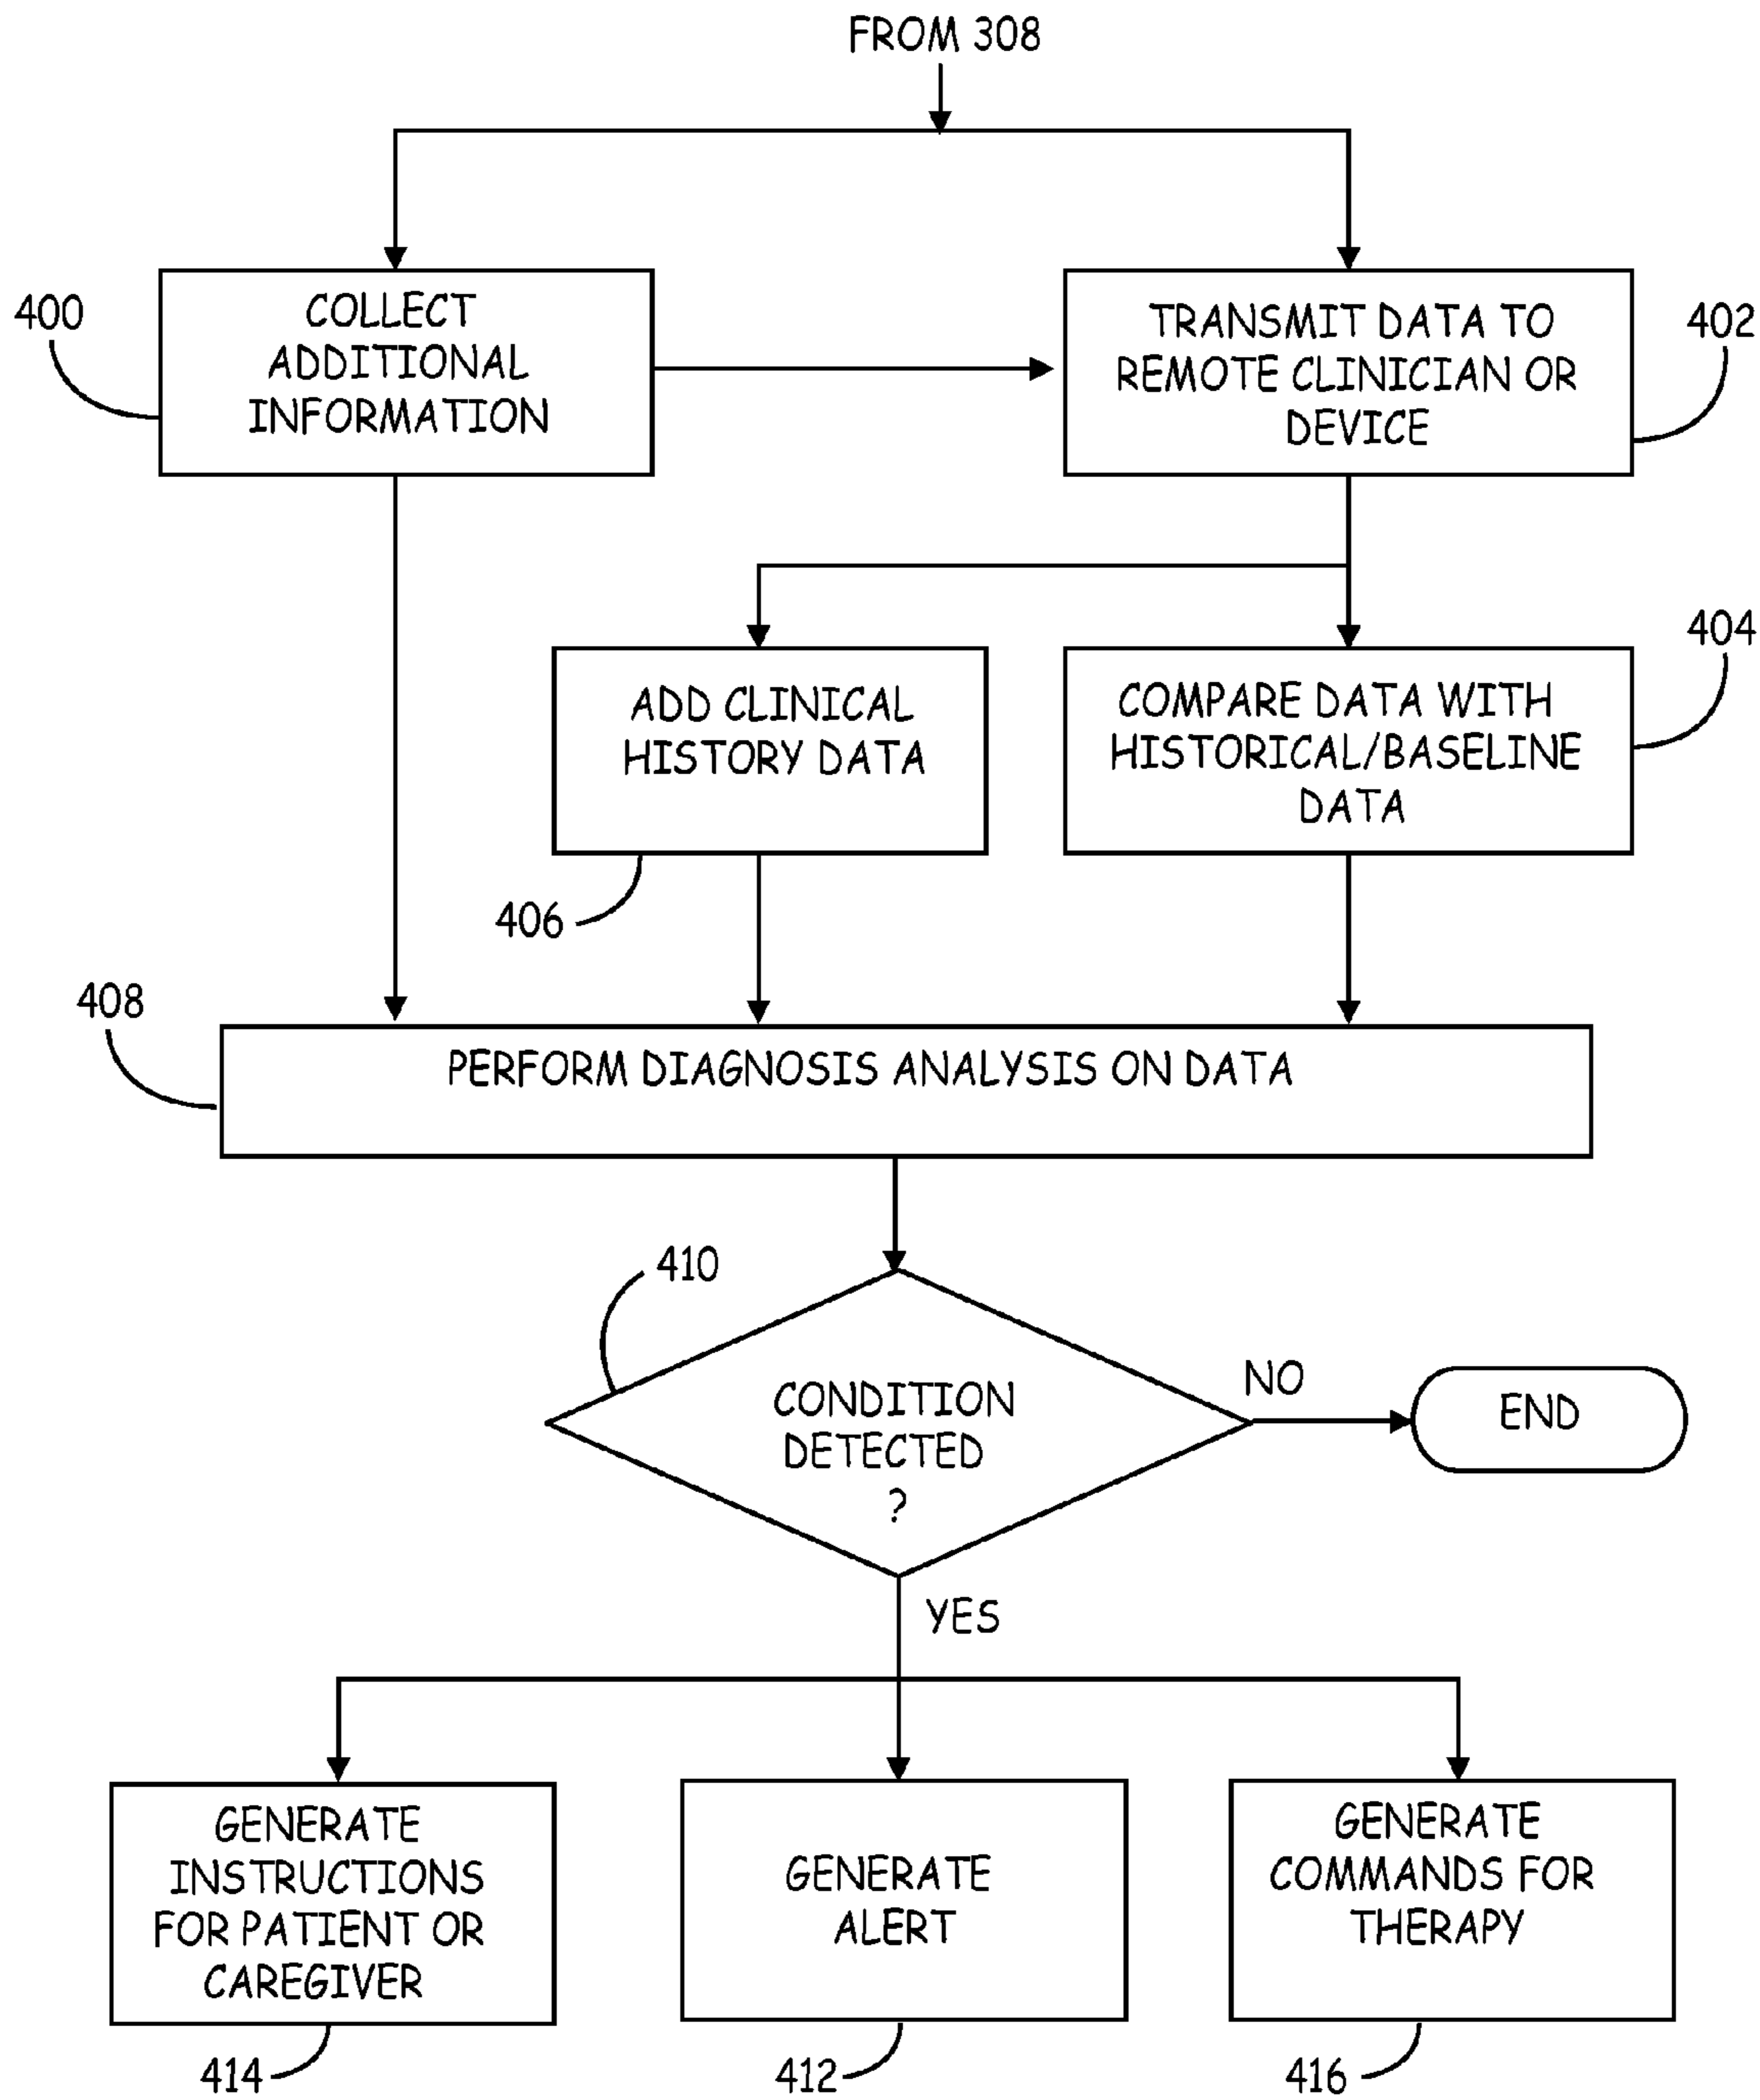 FROM 308
400
COLLECT
ADDITIONAL
INFORMATION
TRANSMIT DATA TO
REMOTE CLINICIAN OR
DEVICE
402
ADD CLINICAL
HISTORY DATA
406
COMPARE DATA WITH
HISTORICAL/BASELINE
DATA
404
408
PERFORM DIAGNOSIS ANALYSIS ON DATA
410
CONDITION
DETECTED
?
NO
END
YES
GENERATE
INSTRUCTIONS
FOR PATIENT OR
CAREGIVER
414
GENERATE
ALERT
412
GENERATE
COMMANDS FOR
THERAPY
416